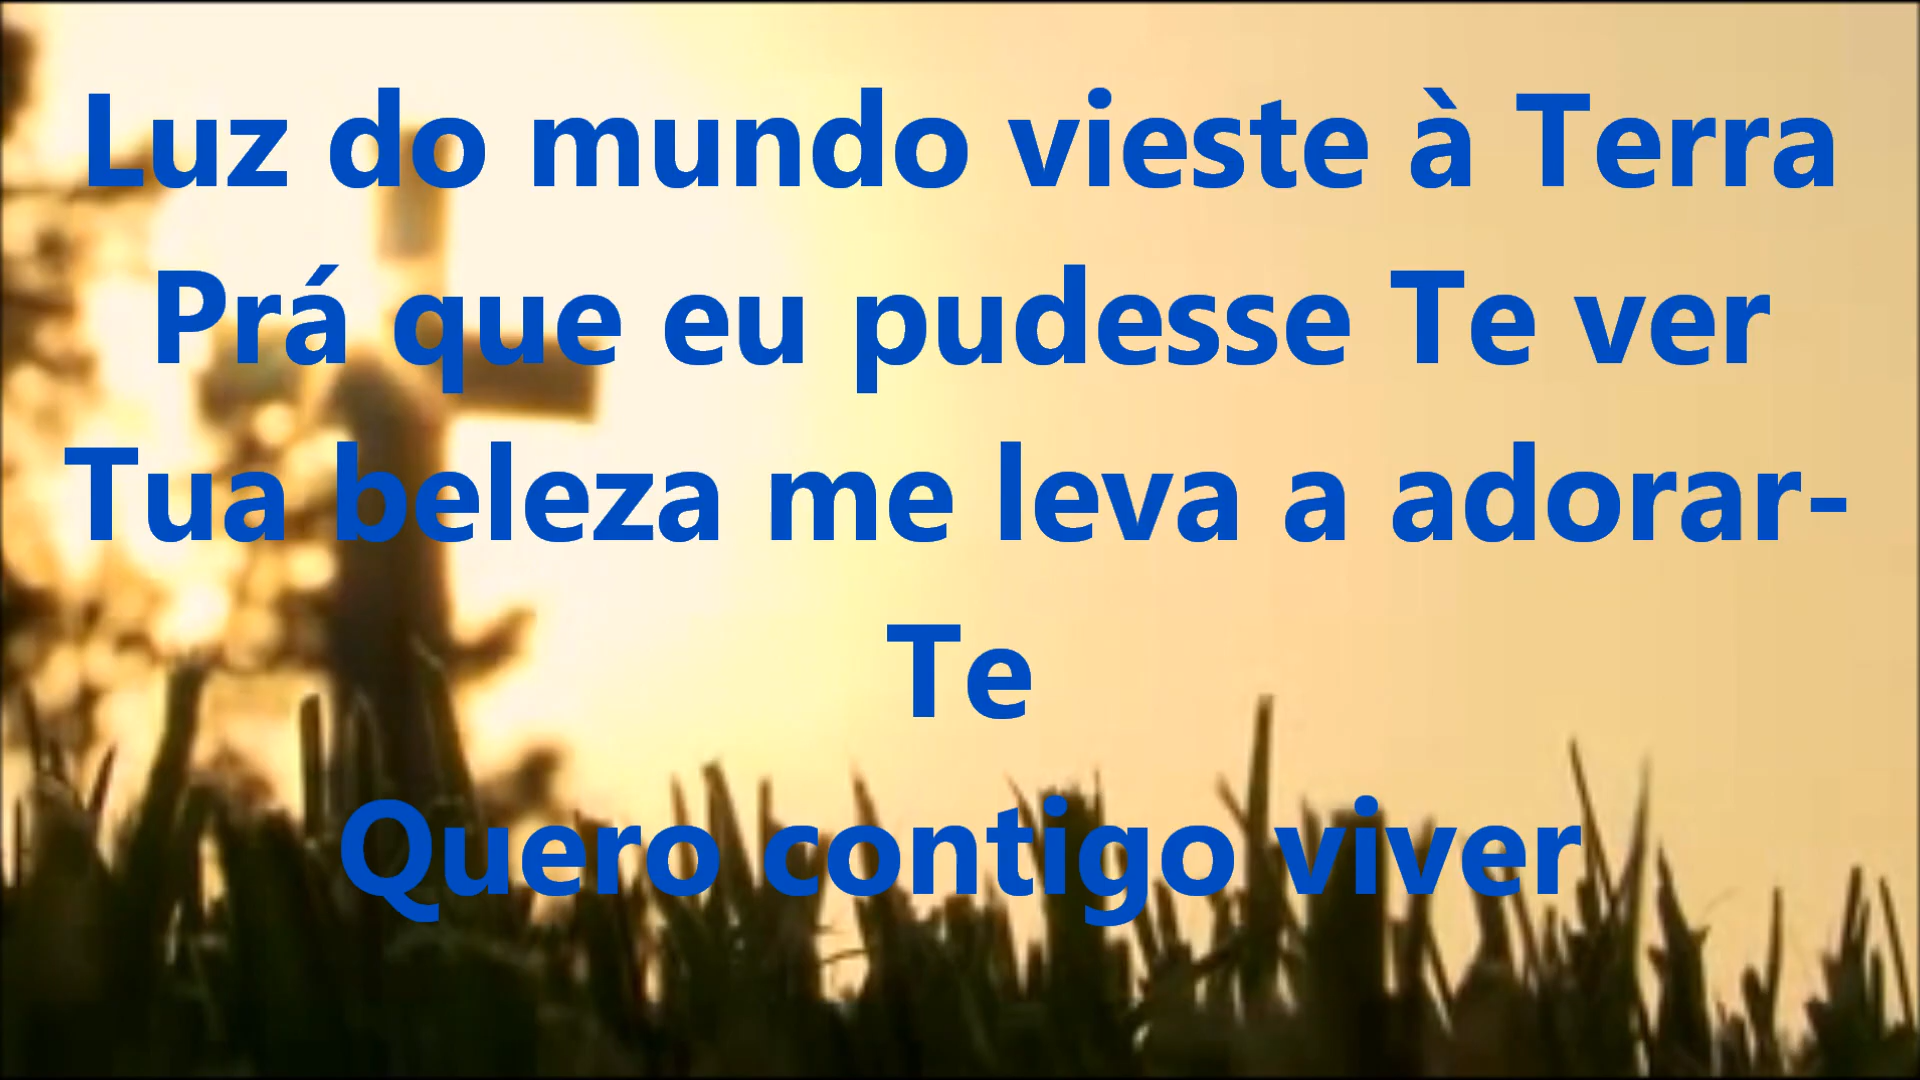 Luz do mundo vieste à Terra
Prá que eu pudesse Te ver
Tua beleza me leva a adorar-
Te
Quero contigo viver